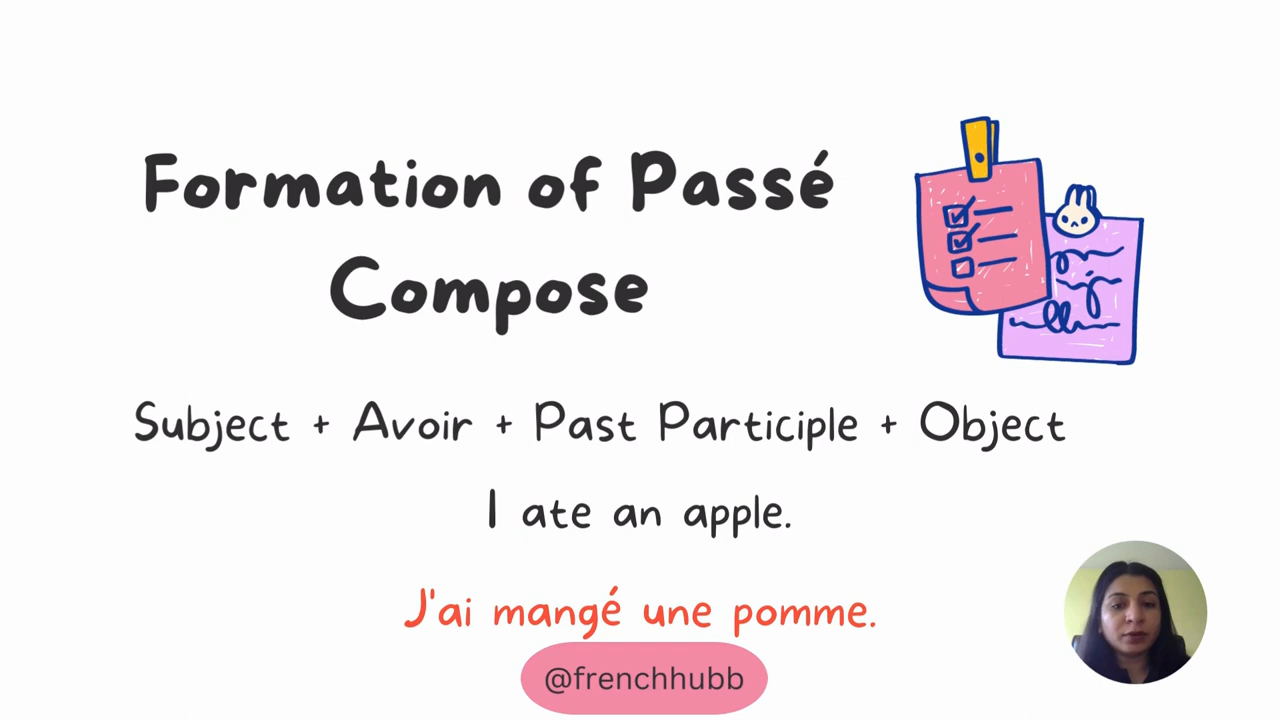 Formation of Passé
Compose
Subject + Avoir + Past Participle + Object
I ate an apple.
J'ai mangé une pomme.
@frenchhubb